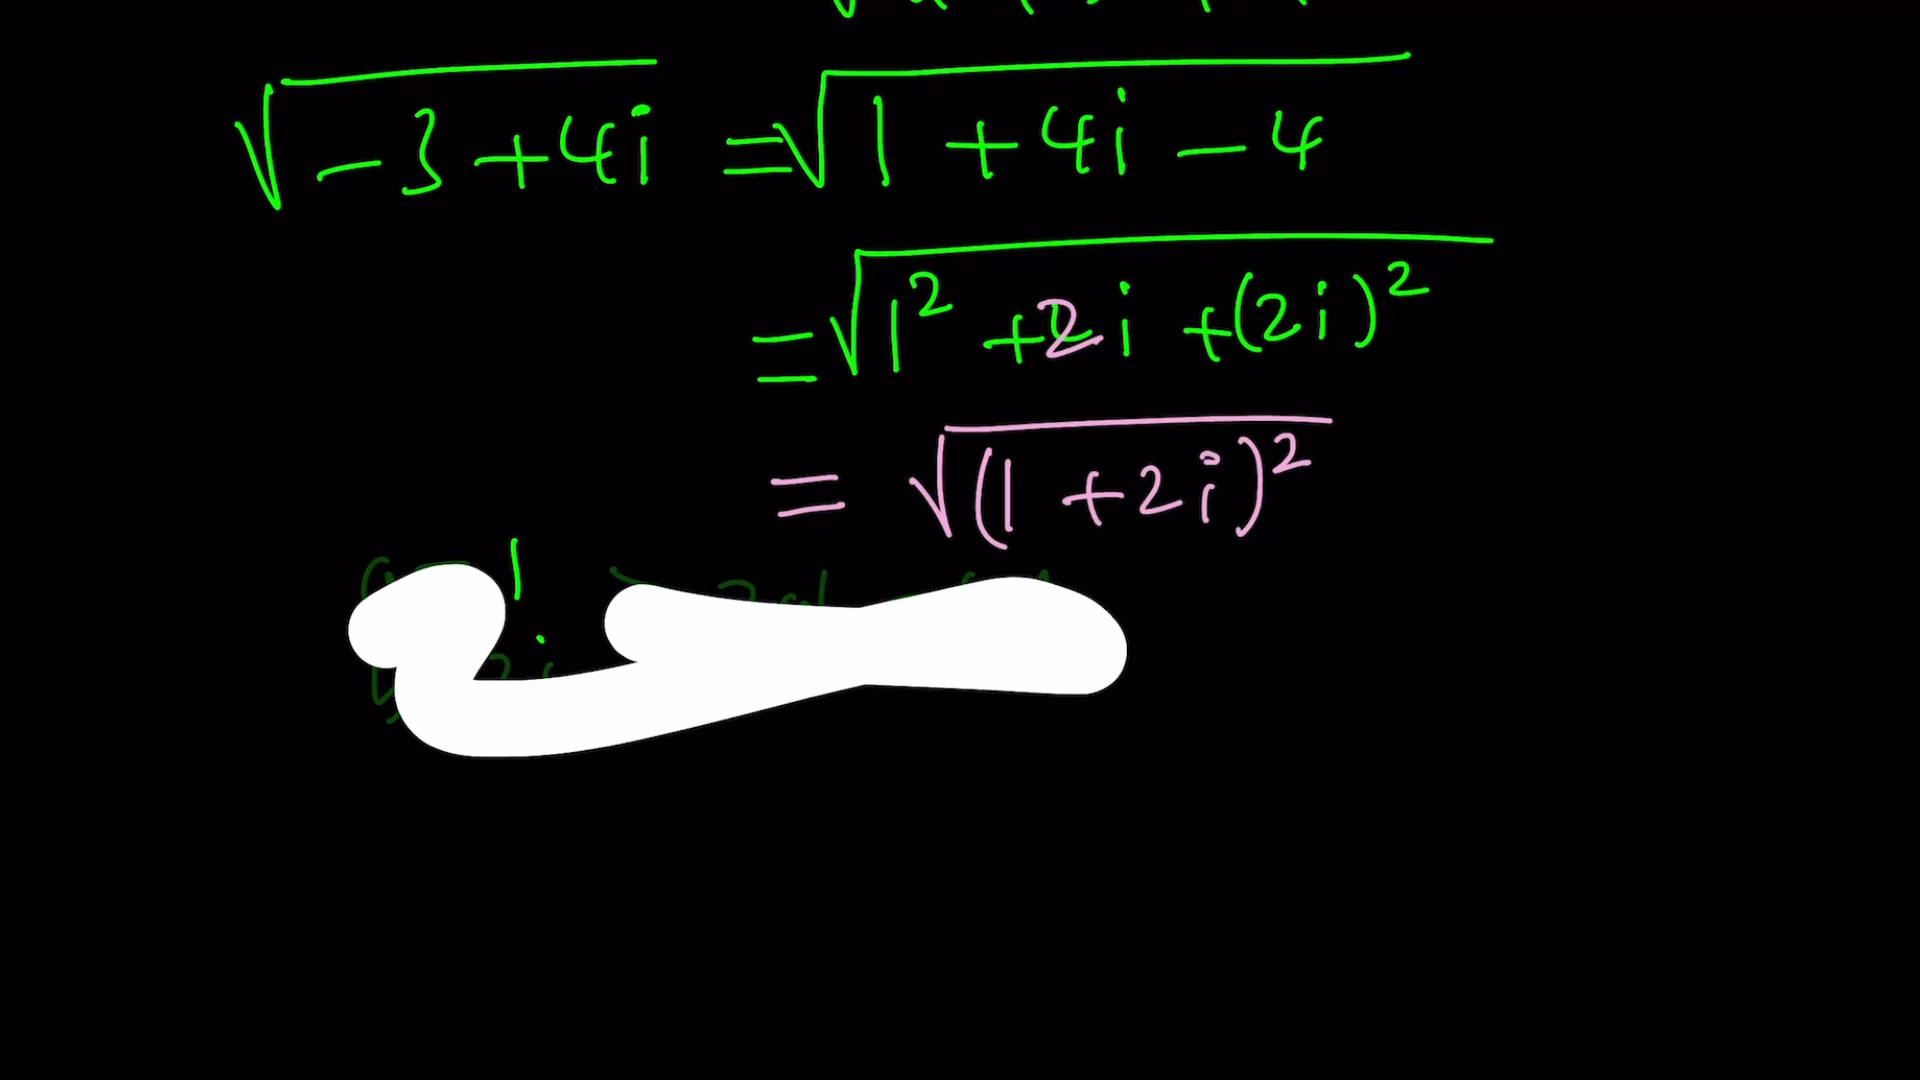 √-3+4i = √1+4i-4
= √1²+2i+(2i)²
= √(1+2i)²